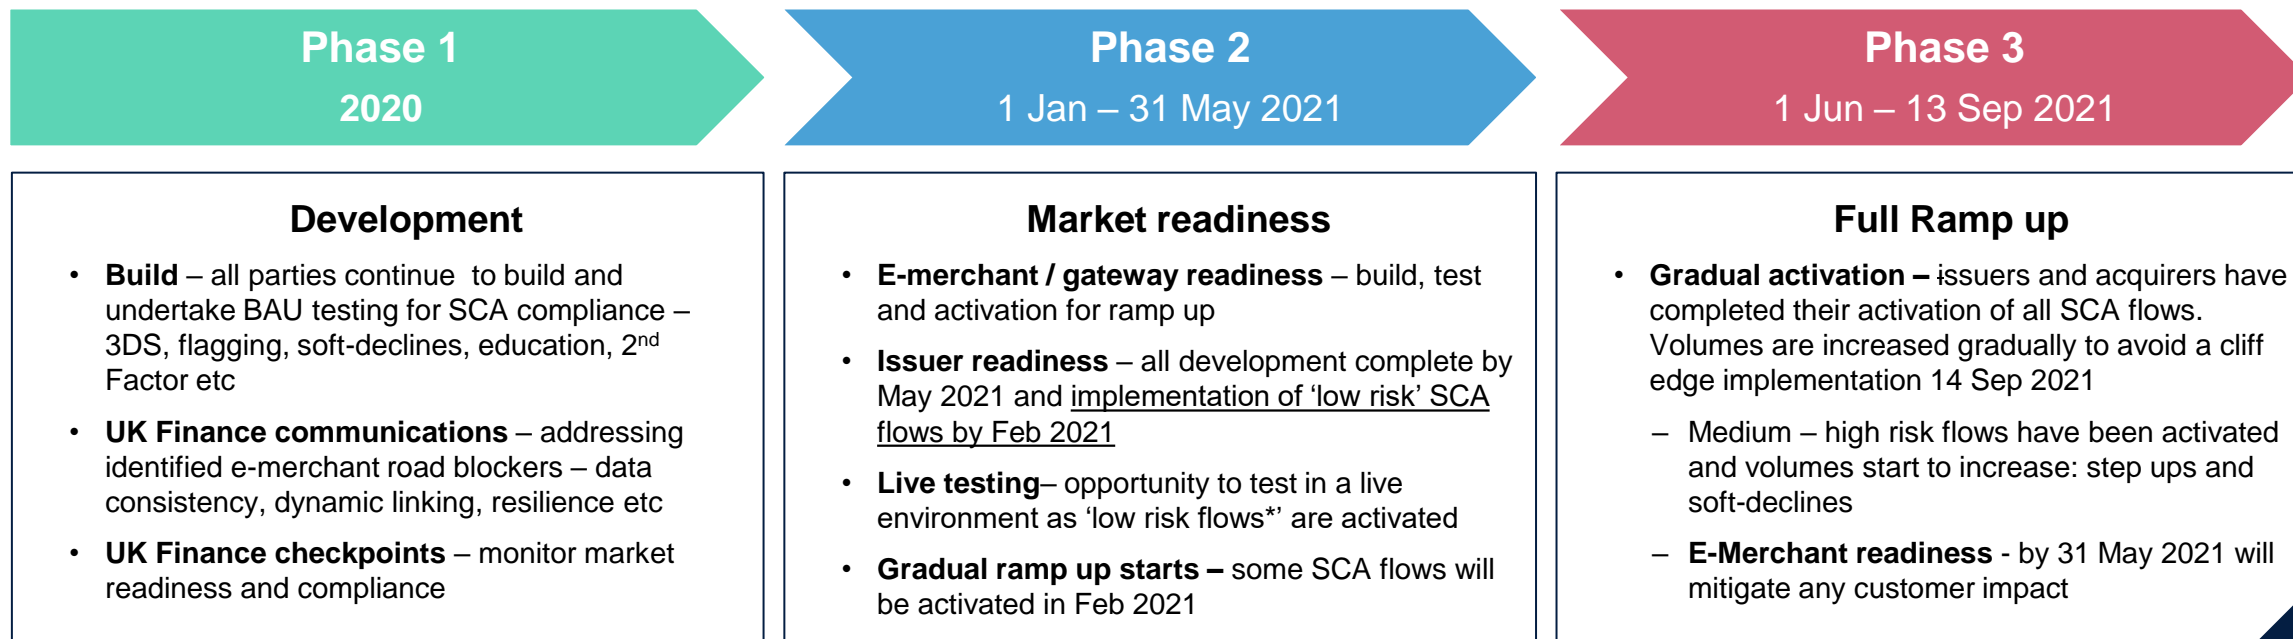 Phase 1
2020
Phase 2
1 Jan – 31 May 2021
Phase 3
1 Jun – 13 Sep 2021
Development
• Build – all parties continue to build and
undertake BAU testing for SCA compliance –
3DS, flagging, soft-declines, education, 2nd
Factor etc
• UK Finance communications – addressing
identified e-merchant road blockers – data
consistency, dynamic linking, resilience etc
• UK Finance checkpoints – monitor market
readiness and compliance
Market readiness
• E-merchant / gateway readiness – build, test
and activation for ramp up
• Issuer readiness – all development complete by
May 2021 and implementation of ‘low risk’ SCA
flows by Feb 2021
• Live testing– opportunity to test in a live
environment as ‘low risk flows*’ are activated
• Gradual ramp up starts – some SCA flows will
be activated in Feb 2021
Full Ramp up
• Gradual activation – issuers and acquirers have
completed their activation of all SCA flows.
Volumes are increased gradually to avoid a cliff
edge implementation 14 Sep 2021
– Medium – high risk flows have been activated
and volumes start to increase: step ups and
soft-declines
– E-Merchant readiness - by 31 May 2021 will
mitigate any customer impact